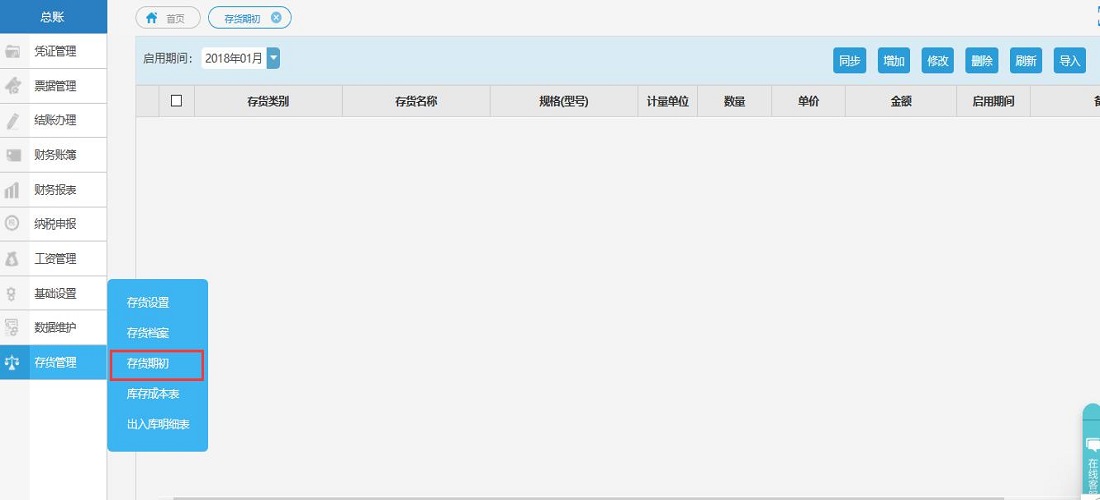 总账
首页
存货期初
启用期间：
2018年01月
同步
增加
修改
删除
刷新
导入
存货类别
存货名称
规格(型号)
计量单位
数量
单价
金额
启用期间
凭证管理
票据管理
结账办理
财务账簿
财务报表
纳税申报
工资管理
基础设置
数据维护
存货管理
存货设置
存货档案
存货期初
库存成本表
出入库明细表
在线客